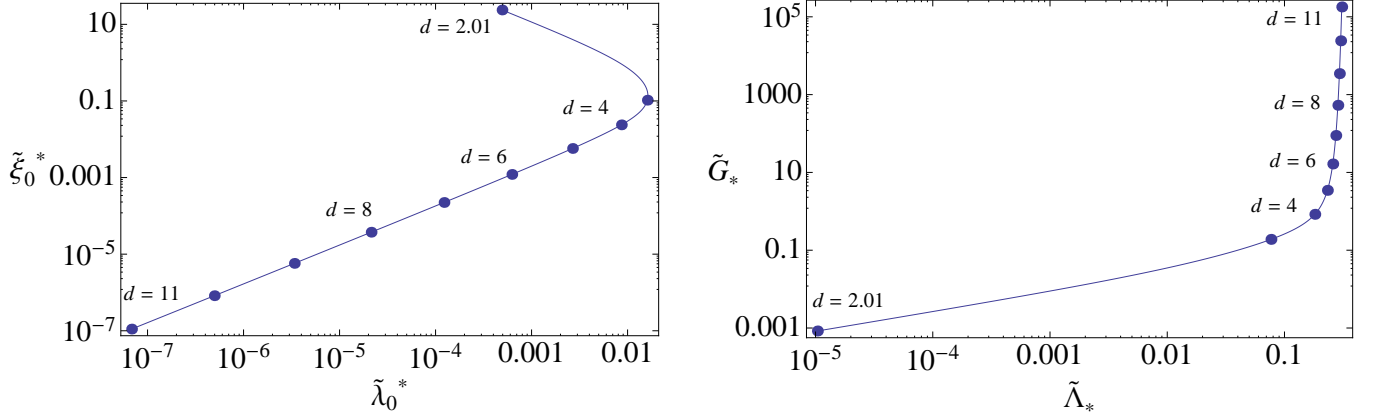 10
0.1
0.001
10^-5
10^-7
ξ̃_0^*
d = 2.01
d = 4
d = 6
d = 8
d = 11
10^-7 10^-6 10^-5 10^-4 0.001 0.01
λ̃_0^*
10^5
1000
10
0.1
0.001
G̃_*
d = 11
d = 8
d = 6
d = 4
d = 2.01
10^-5 10^-4 0.001 0.01 0.1
Λ̃_*